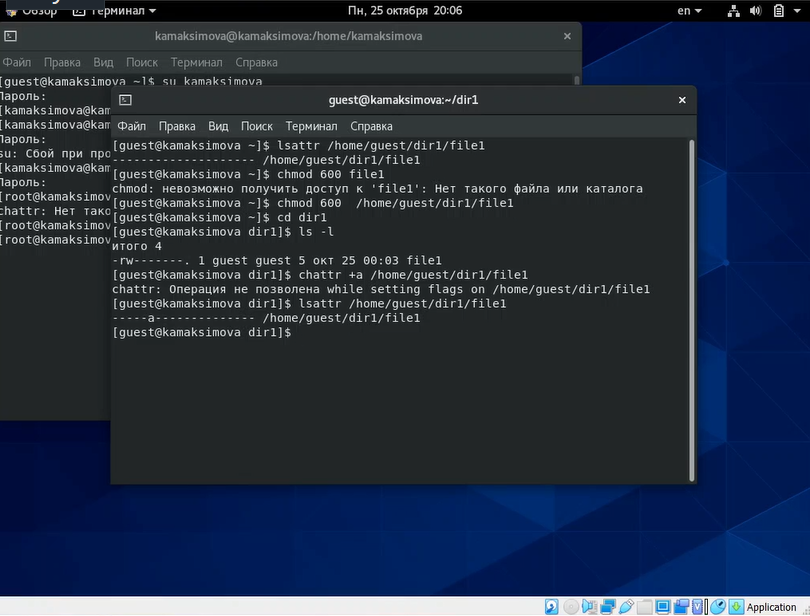 Обзор Терминал Пн, 25 октября 20:06 en
kamaksimova@kamaksimova:/home/kamaksimova
Файл Правка Вид Поиск Терминал Справка
[guest@kamaksimova ~]$ su kamaksimova
Пароль:
[kamaksimova@kam
[kamaksimova@kam
Пароль:
su: Сбой при про
[kamaksimova@kam
Пароль:
[root@kamaksimov
chattr: Нет тако
[root@kamaksimov
[root@kamaksimov
guest@kamaksimova:~/dir1
Файл Правка Вид Поиск Терминал Справка
[guest@kamaksimova ~]$ lsattr /home/guest/dir1/file1
-------------------- /home/guest/dir1/file1
[guest@kamaksimova ~]$ chmod 600 file1
chmod: невозможно получить доступ к 'file1': Нет такого файла или каталога
[guest@kamaksimova ~]$ chmod 600  /home/guest/dir1/file1
[guest@kamaksimova ~]$ cd dir1
[guest@kamaksimova dir1]$ ls -l
итого 4
-rw-------. 1 guest guest 5 окт 25 00:03 file1
[guest@kamaksimova dir1]$ chattr +a /home/guest/dir1/file1
chattr: Операция не позволена while setting flags on /home/guest/dir1/file1
[guest@kamaksimova dir1]$ lsattr /home/guest/dir1/file1
-----a-------------- /home/guest/dir1/file1
[guest@kamaksimova dir1]$
Application